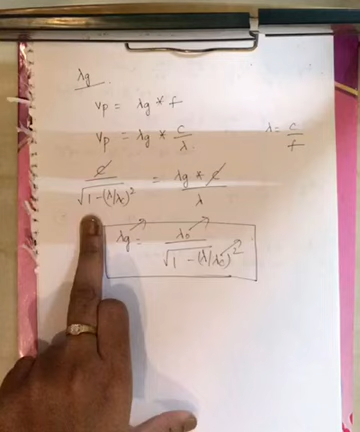 λg
vp = λg * f
vp = λg * c/λ λ = c/f
c/√(1-(λ/λc)²) = λg * c/λ
λg = λ₀/√(1-(λ/λc)²)